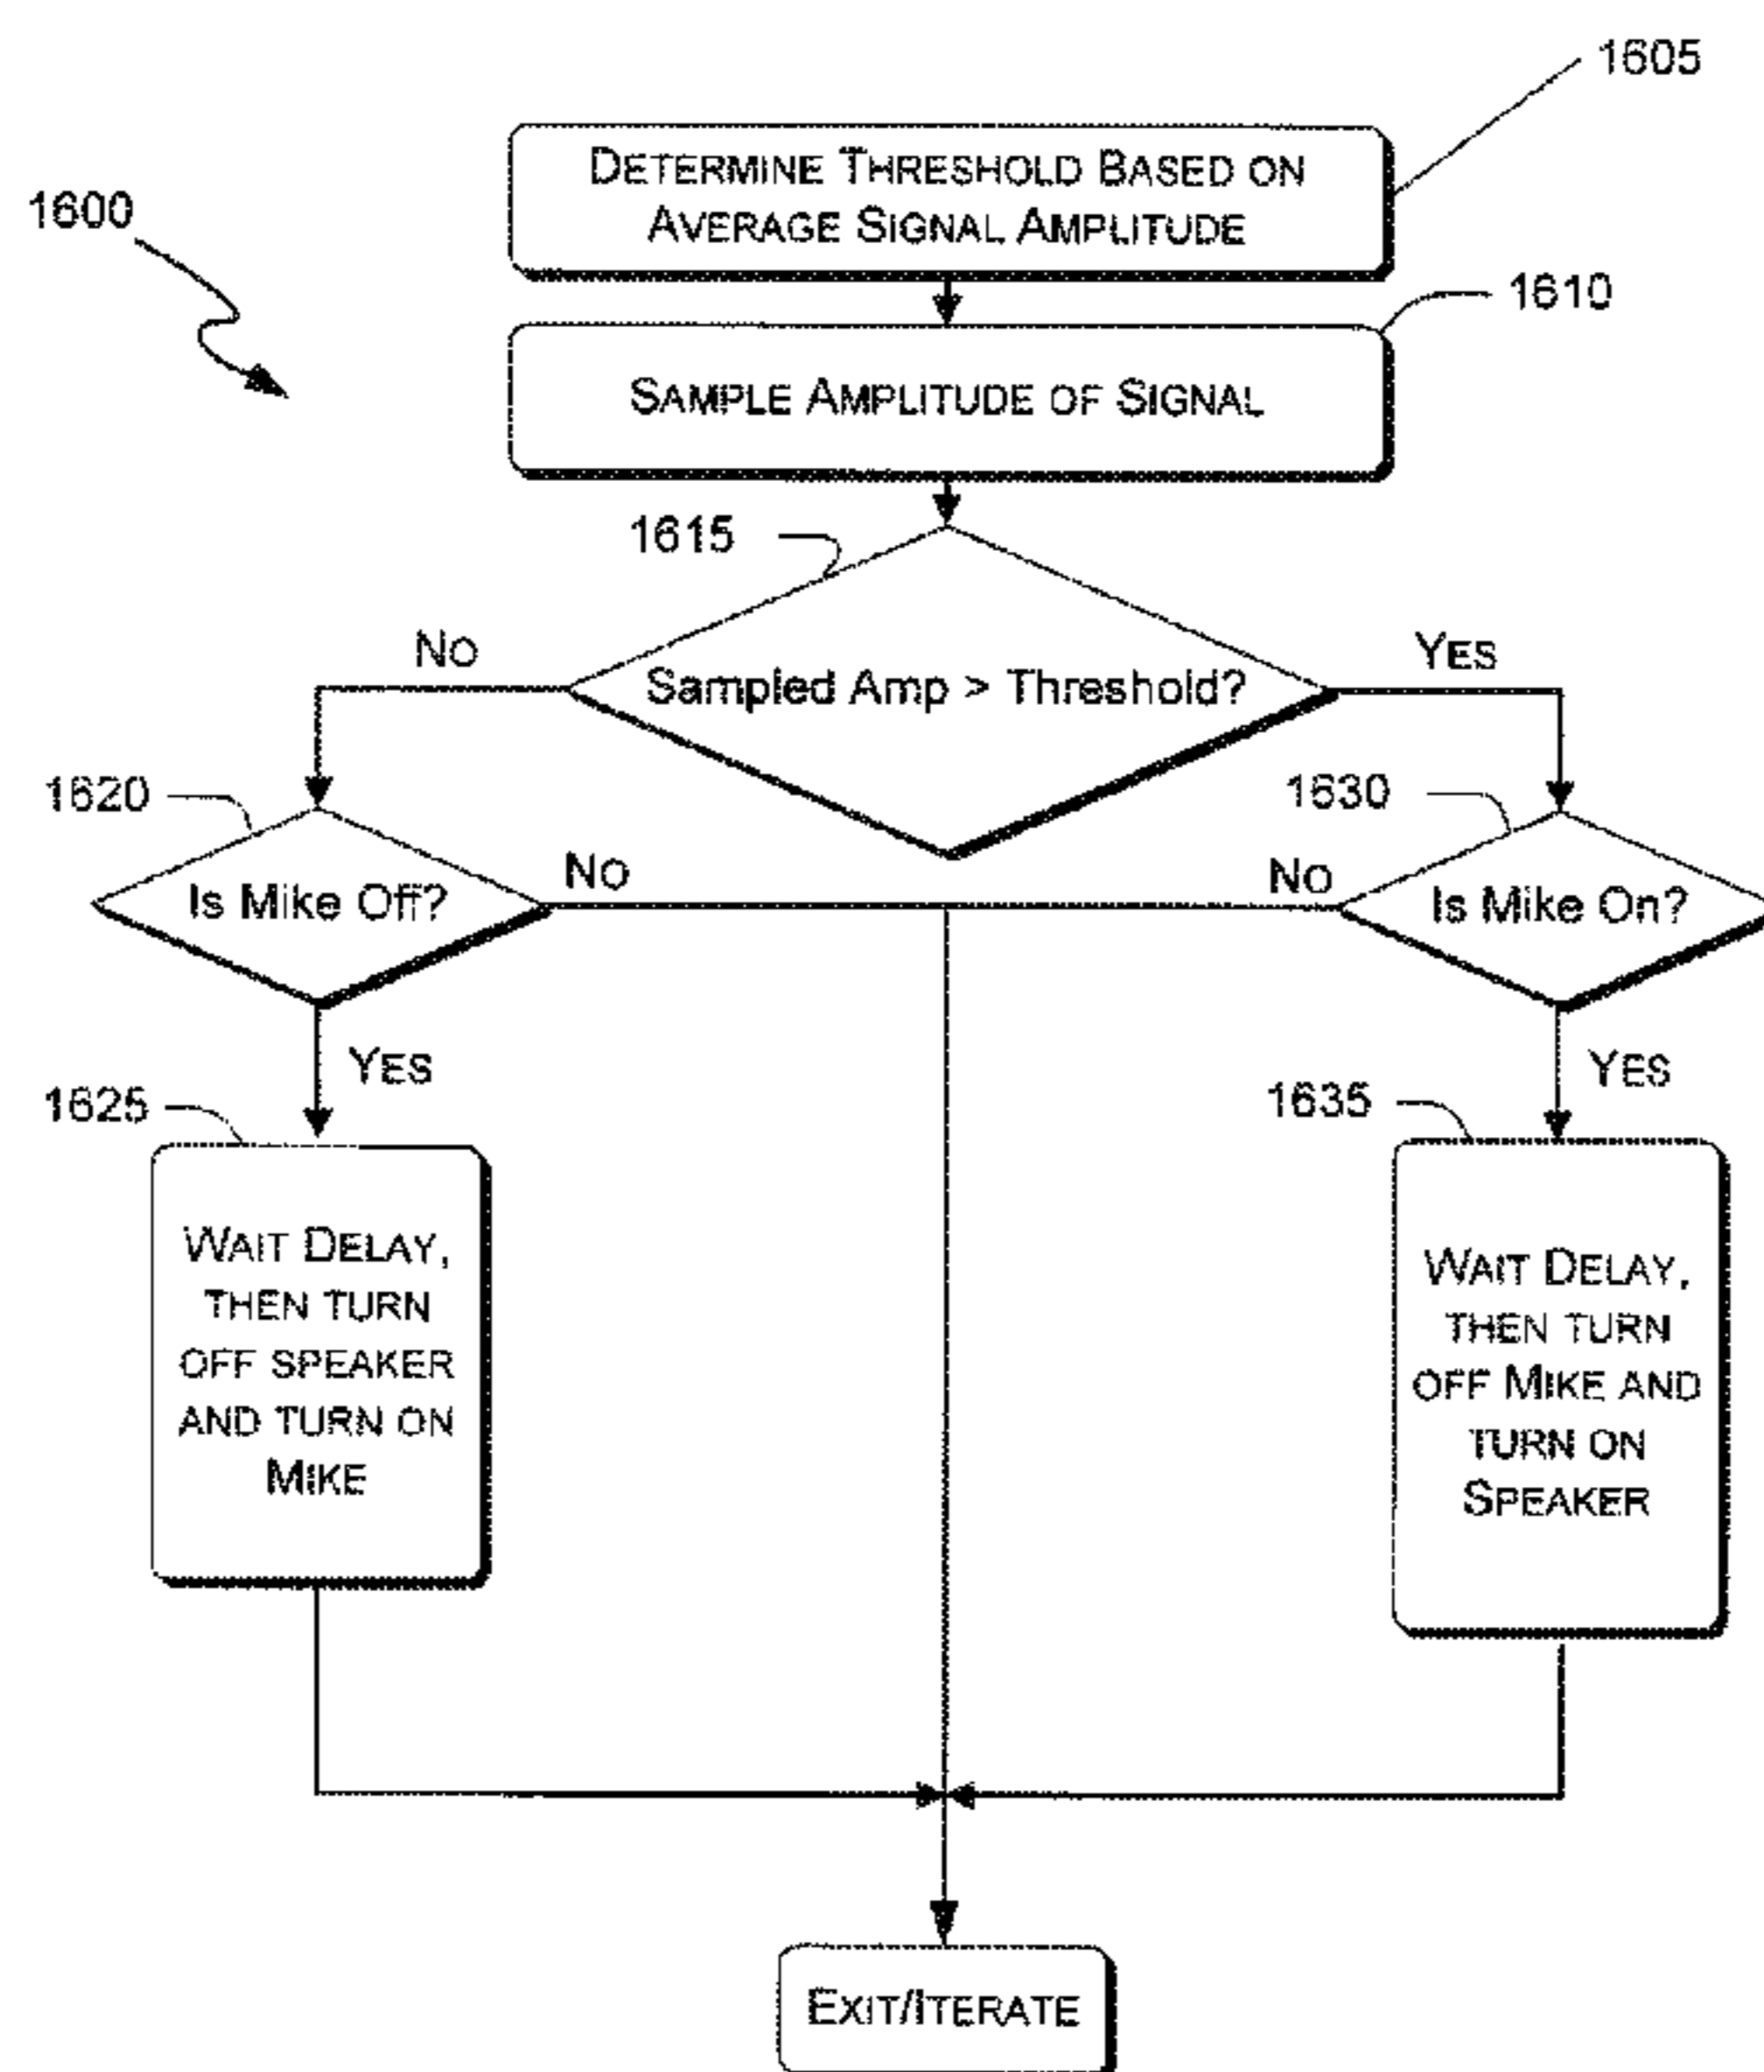 1605
DETERMINE THRESHOLD BASED ON
AVERAGE SIGNAL AMPLITUDE
1600
1610
SAMPLE AMPLITUDE OF SIGNAL
1615
NO
YES
Sampled Amp > Threshold?
1620
1630
NO
NO
Is Mike Off?
Is Mike On?
YES
YES
1625
1635
WAIT DELAY,
THEN TURN
OFF SPEAKER
AND TURN ON
MIKE
WAIT DELAY,
THEN TURN
OFF MIKE AND
TURN ON
SPEAKER
EXIT/ITERATE